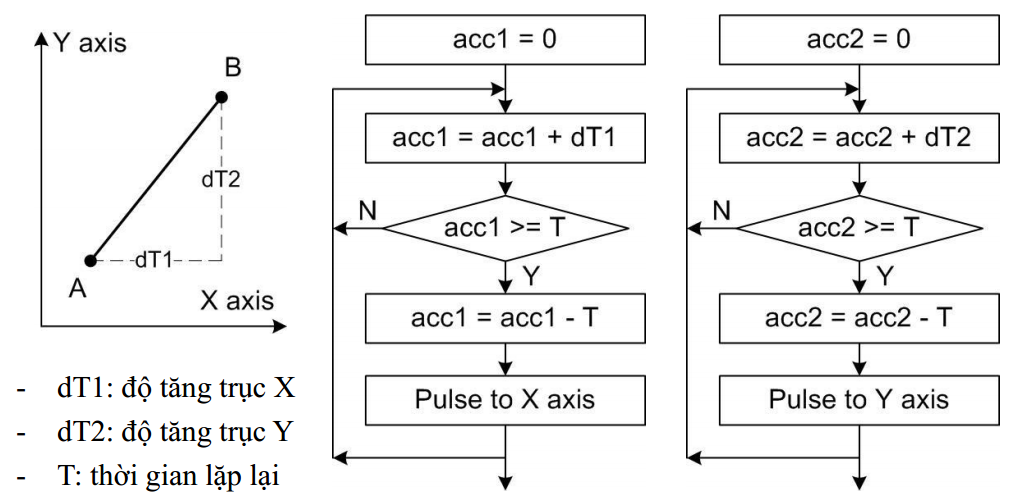 Y axis
B
dT2
dT1
A
X axis
- dT1: độ tăng trục X
- dT2: độ tăng trục Y
- T: thời gian lặp lại
acc1 = 0
acc1 = acc1 + dT1
N
acc1 >= T
Y
acc1 = acc1 - T
Pulse to X axis
acc2 = 0
acc2 = acc2 + dT2
N
acc2 >= T
Y
acc2 = acc2 - T
Pulse to Y axis